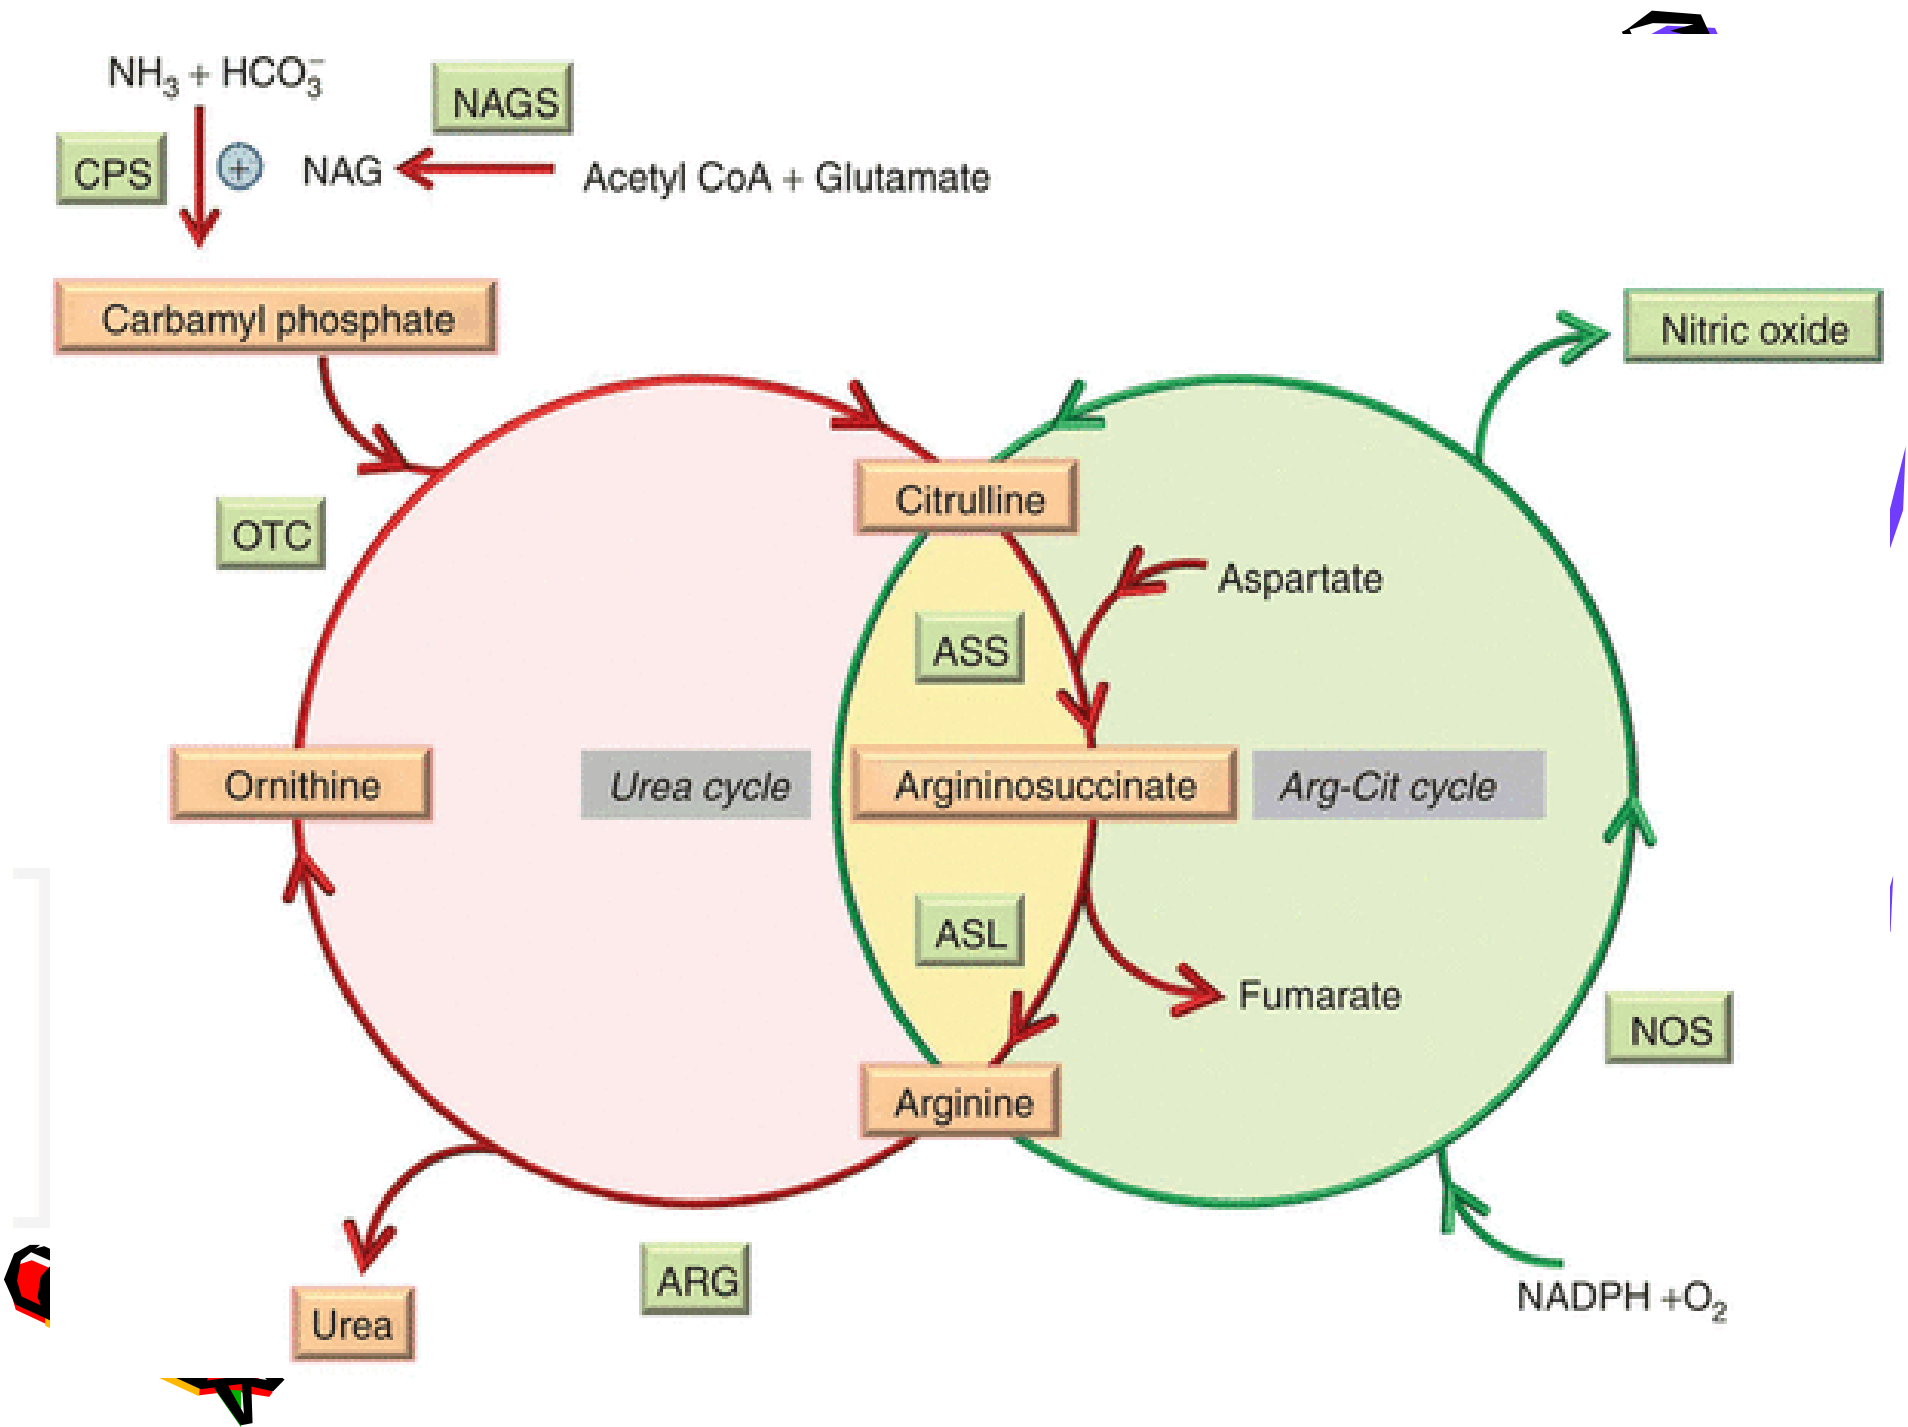 NH₃ + HCO₃⁻
NAGS
CPS
+
NAG
Acetyl CoA + Glutamate
Carbamyl phosphate
Nitric oxide
Citrulline
OTC
Aspartate
ASS
Ornithine
Urea cycle
Argininosuccinate
Arg-Cit cycle
ASL
Fumarate
NOS
Arginine
ARG
NADPH +O₂
Urea